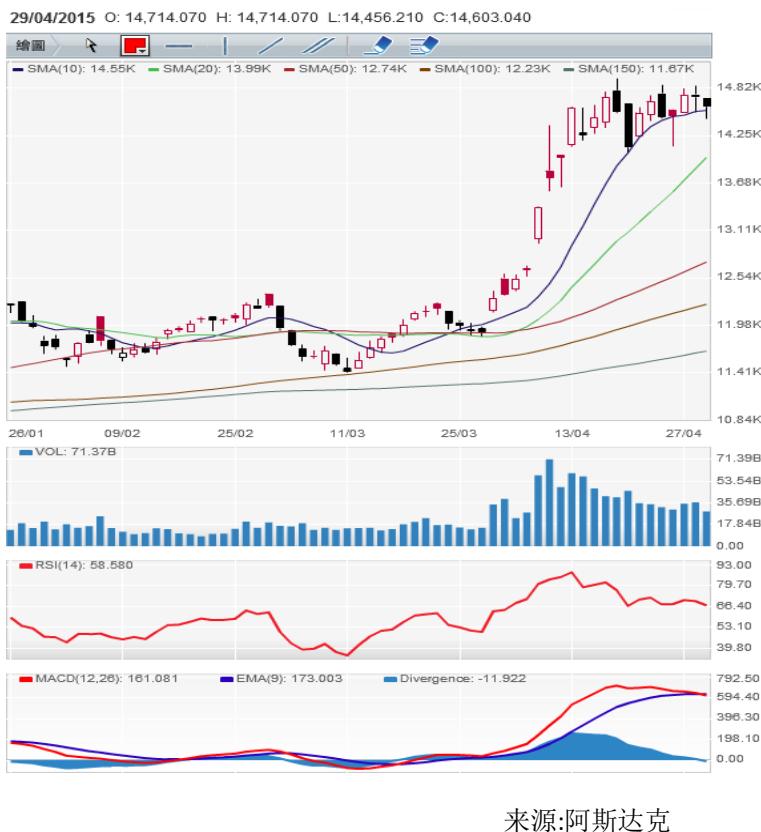 29/04/2015 O: 14,714.070 H: 14,714.070 L:14,456.210 C:14,603.040
繪圖
SMA(10): 14.55K SMA(20): 13.99K SMA(50): 12.74K SMA(100): 12.23K SMA(150): 11.67K
14.82K
14.25K
13.68K
13.11K
12.54K
11.98K
11.41K
10.84K
26/01 09/02 25/02 11/03 25/03 13/04 27/04
VOL: 71.37B
71.39B
53.54B
35.69B
17.84B
0.00
RSI(14): 58.580
93.00
79.70
66.40
53.10
39.80
MACD(12,26): 161.081 EMA(9): 173.003 Divergence: -11.922
792.50
594.40
396.30
198.10
0.00
来源:阿斯达克